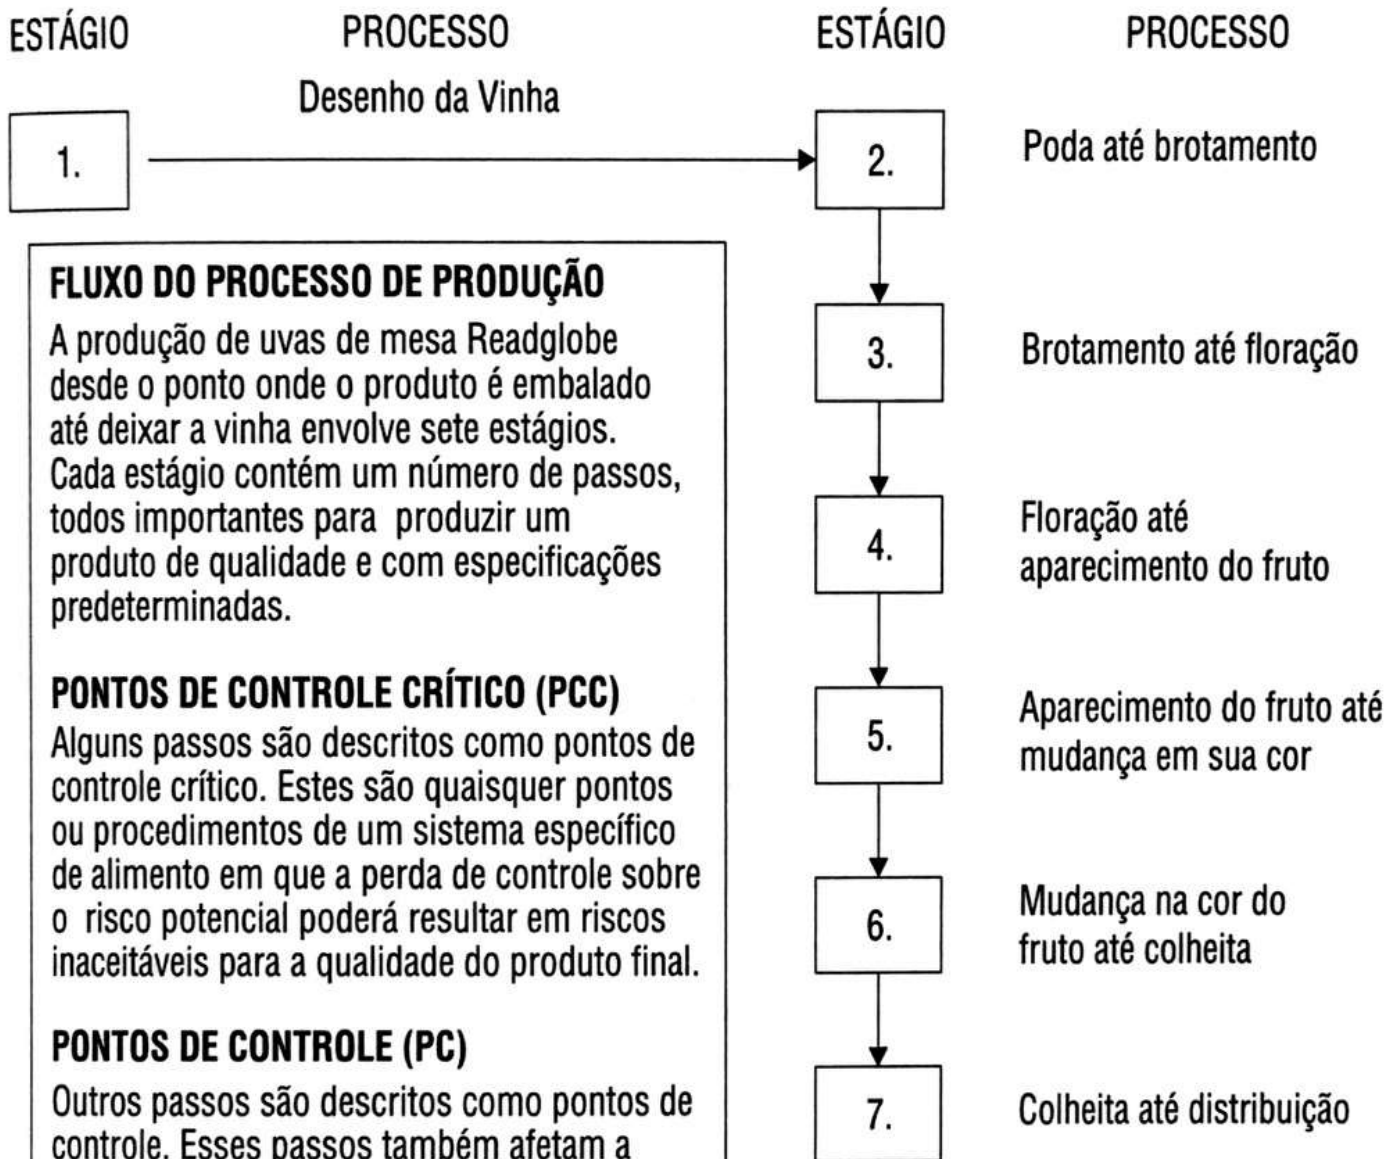 ESTÁGIO PROCESSO ESTÁGIO PROCESSO
Desenho da Vinha
1.
2. Poda até brotamento
FLUXO DO PROCESSO DE PRODUÇÃO
A produção de uvas de mesa Readglobe
desde o ponto onde o produto é embalado
até deixar a vinha envolve sete estágios.
Cada estágio contém um número de passos,
todos importantes para produzir um
produto de qualidade e com especificações
predeterminadas.
PONTOS DE CONTROLE CRÍTICO (PCC)
Alguns passos são descritos como pontos de
controle crítico. Estes são quaisquer pontos
ou procedimentos de um sistema específico
de alimento em que a perda de controle sobre
o risco potencial poderá resultar em riscos
inaceitáveis para a qualidade do produto final.
PONTOS DE CONTROLE (PC)
Outros passos são descritos como pontos de
controle. Esses passos também afetam a
3. Brotamento até floração
4. Floração até
aparecimento do fruto
5. Aparecimento do fruto até
mudança em sua cor
6. Mudança na cor do
fruto até colheita
7. Colheita até distribuição